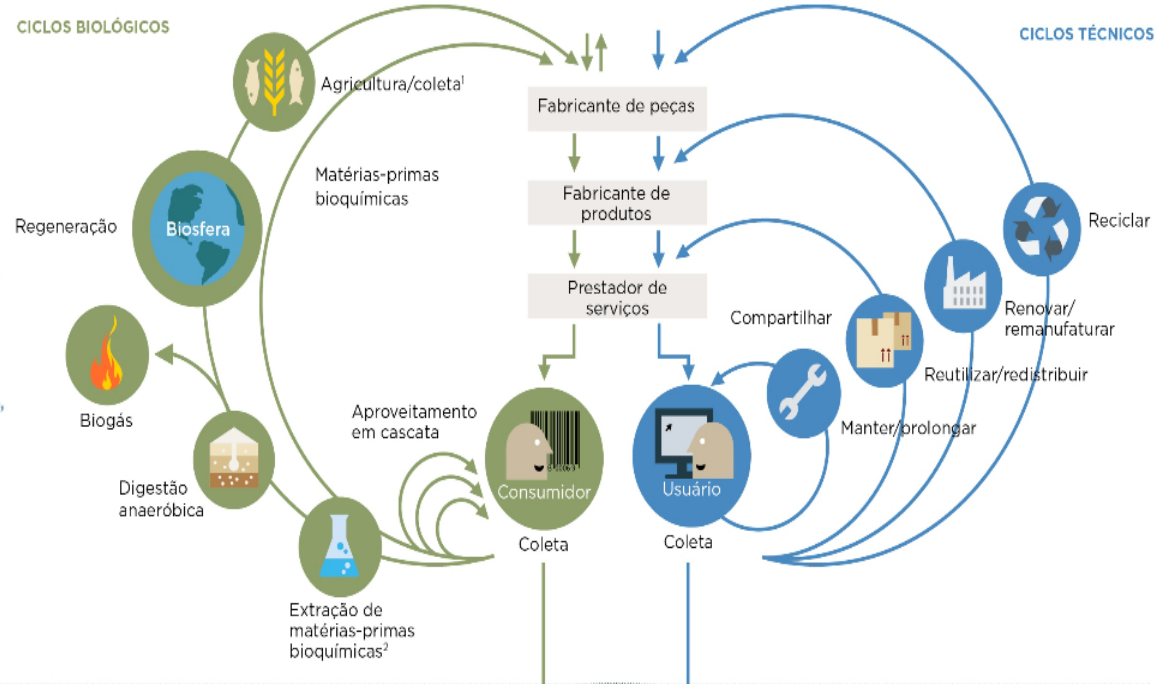 CICLOS BIOLÓGICOS
CICLOS TÉCNICOS
Agricultura/coleta¹
Fabricante de peças
Matérias-primas
bioquímicas
Fabricante de
produtos
Regeneração
Biosfera
Reciclar
Prestador de
serviços
Compartilhar
Renovar/
remanufaturar
Reutilizar/redistribuir
Biogás
Aproveitamento
em cascata
Manter/prolongar
Digestão
anaeróbica
Consumidor
Usuário
Coleta
Coleta
Extração de
matérias-primas
bioquímicas²